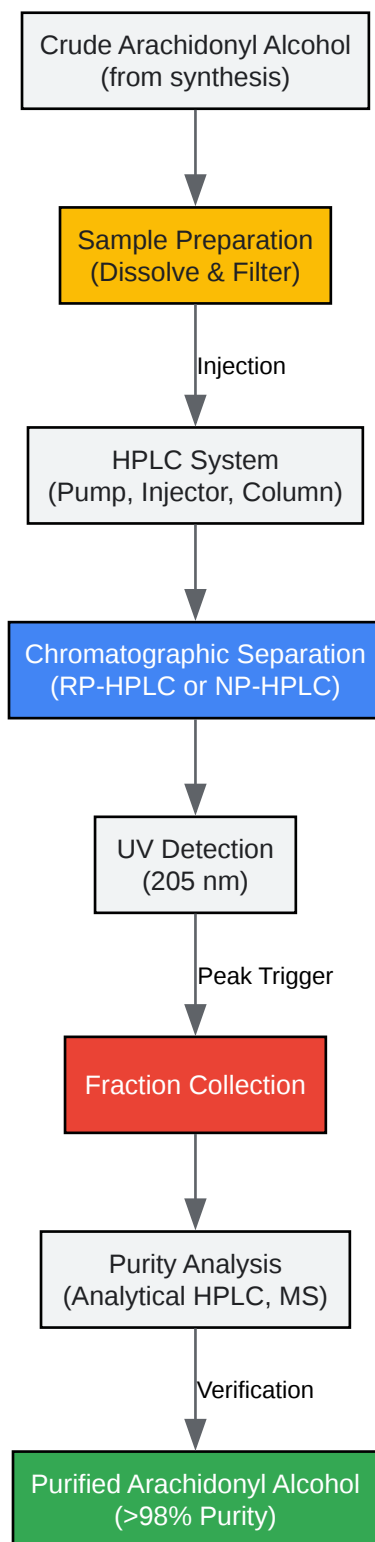 Crude Arachidonyl Alcohol
(from synthesis)
Sample Preparation
(Dissolve & Filter)
Injection
HPLC System
(Pump, Injector, Column)
Chromatographic Separation
(RP-HPLC or NP-HPLC)
UV Detection
(205 nm)
Peak Trigger
Fraction Collection
Purity Analysis
(Analytical HPLC, MS)
Verification
Purified Arachidonyl Alcohol
(>98% Purity)